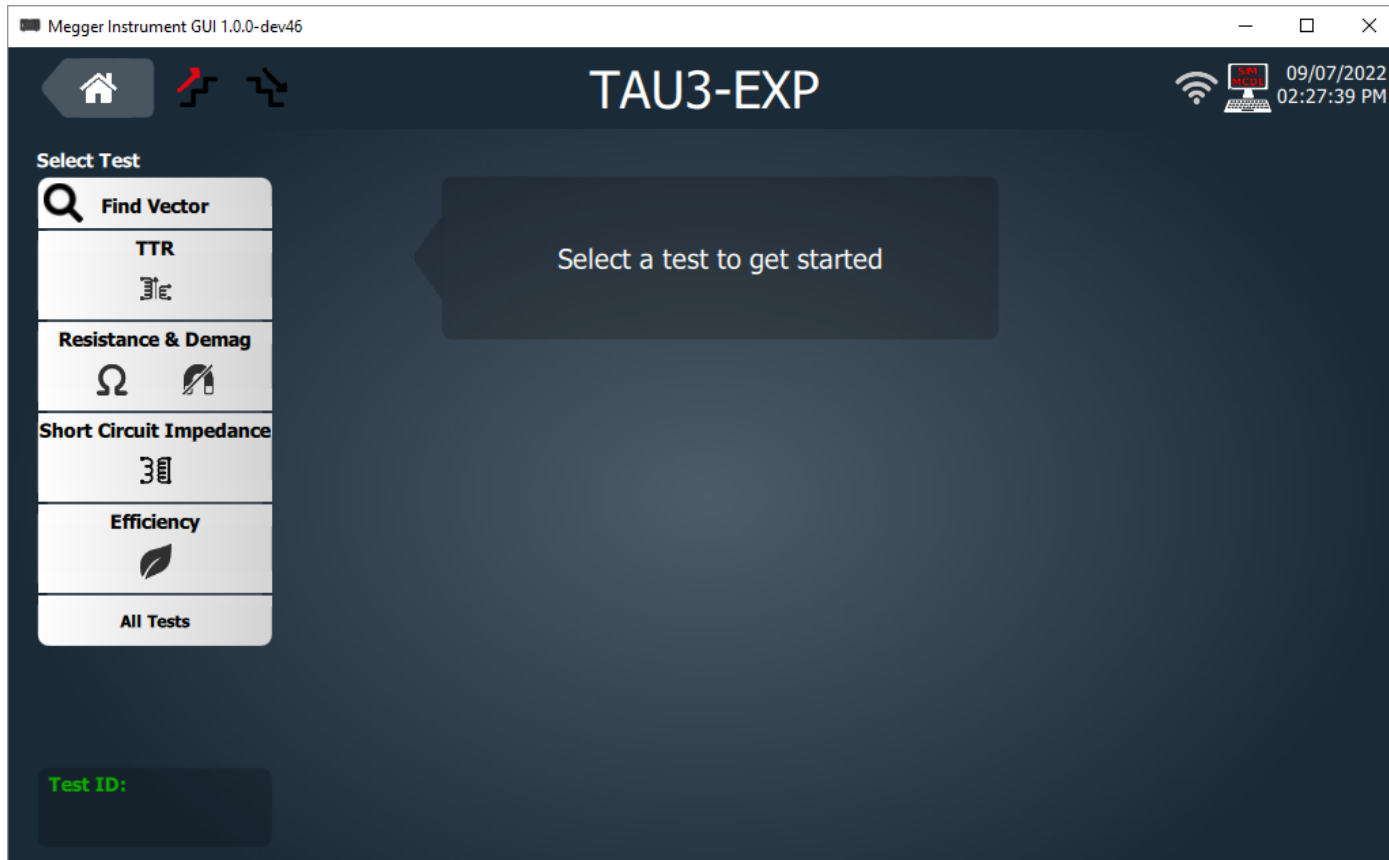 Megger Instrument GUI 1.0.0-dev46
TAU3-EXP
SIM
MCDL
09/07/2022
02:27:39 PM
Select Test
Find Vector
TTR
Resistance & Demag
Ω
Short Circuit Impedance
Efficiency
All Tests
Select a test to get started
Test ID: